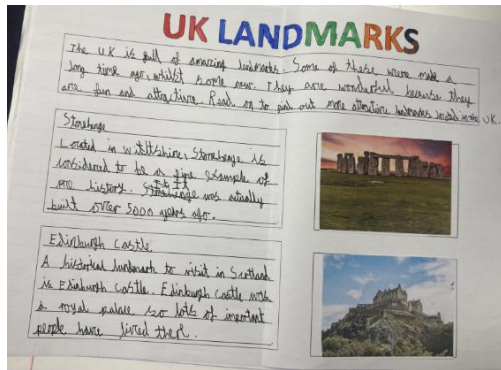 UK LANDMARKS
The UK is full of amazing landmarks. Some of these were made a
long time ago, whilst some now. They are wonderful because they
are fun and attractive. Read on to find out more attractive landmarks in the UK.
Stonehenge
Located in Wiltshire, Stonehenge is
considered to be a fine example of
pre history. Stonehenge was actually
built over 5000 years ago.
Edinburgh Castle
A historical landmark to visit in Scotland
is Edinburgh Castle. Edinburgh Castle was
a royal palace so lots of important
people have lived there.